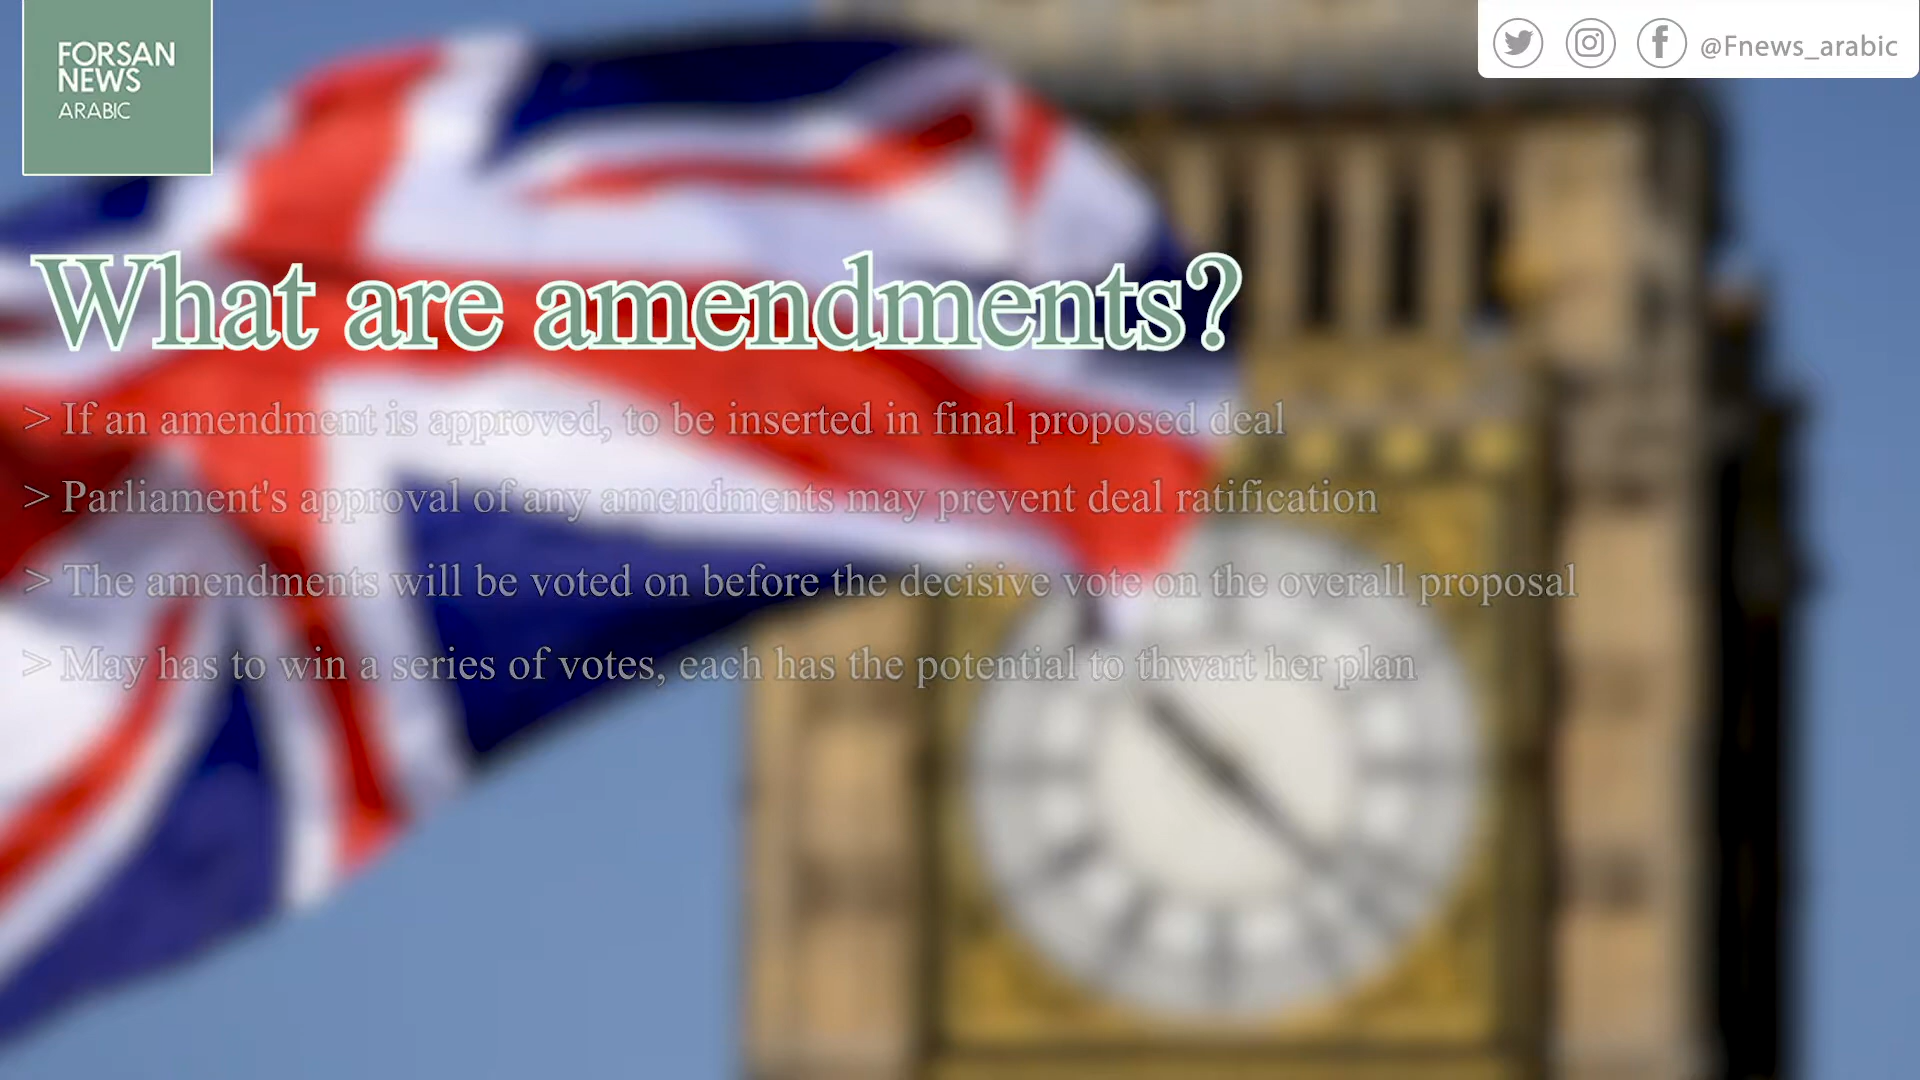 FORSAN
NEWS
ARABIC
@Fnews_arabic
What are amendments?
> If an amendment is approved, to be inserted in final proposed deal
> Parliament's approval of any amendments may prevent deal ratification
> The amendments will be voted on before the decisive vote on the overall proposal
> May has to win a series of votes, each has the potential to thwart her plan